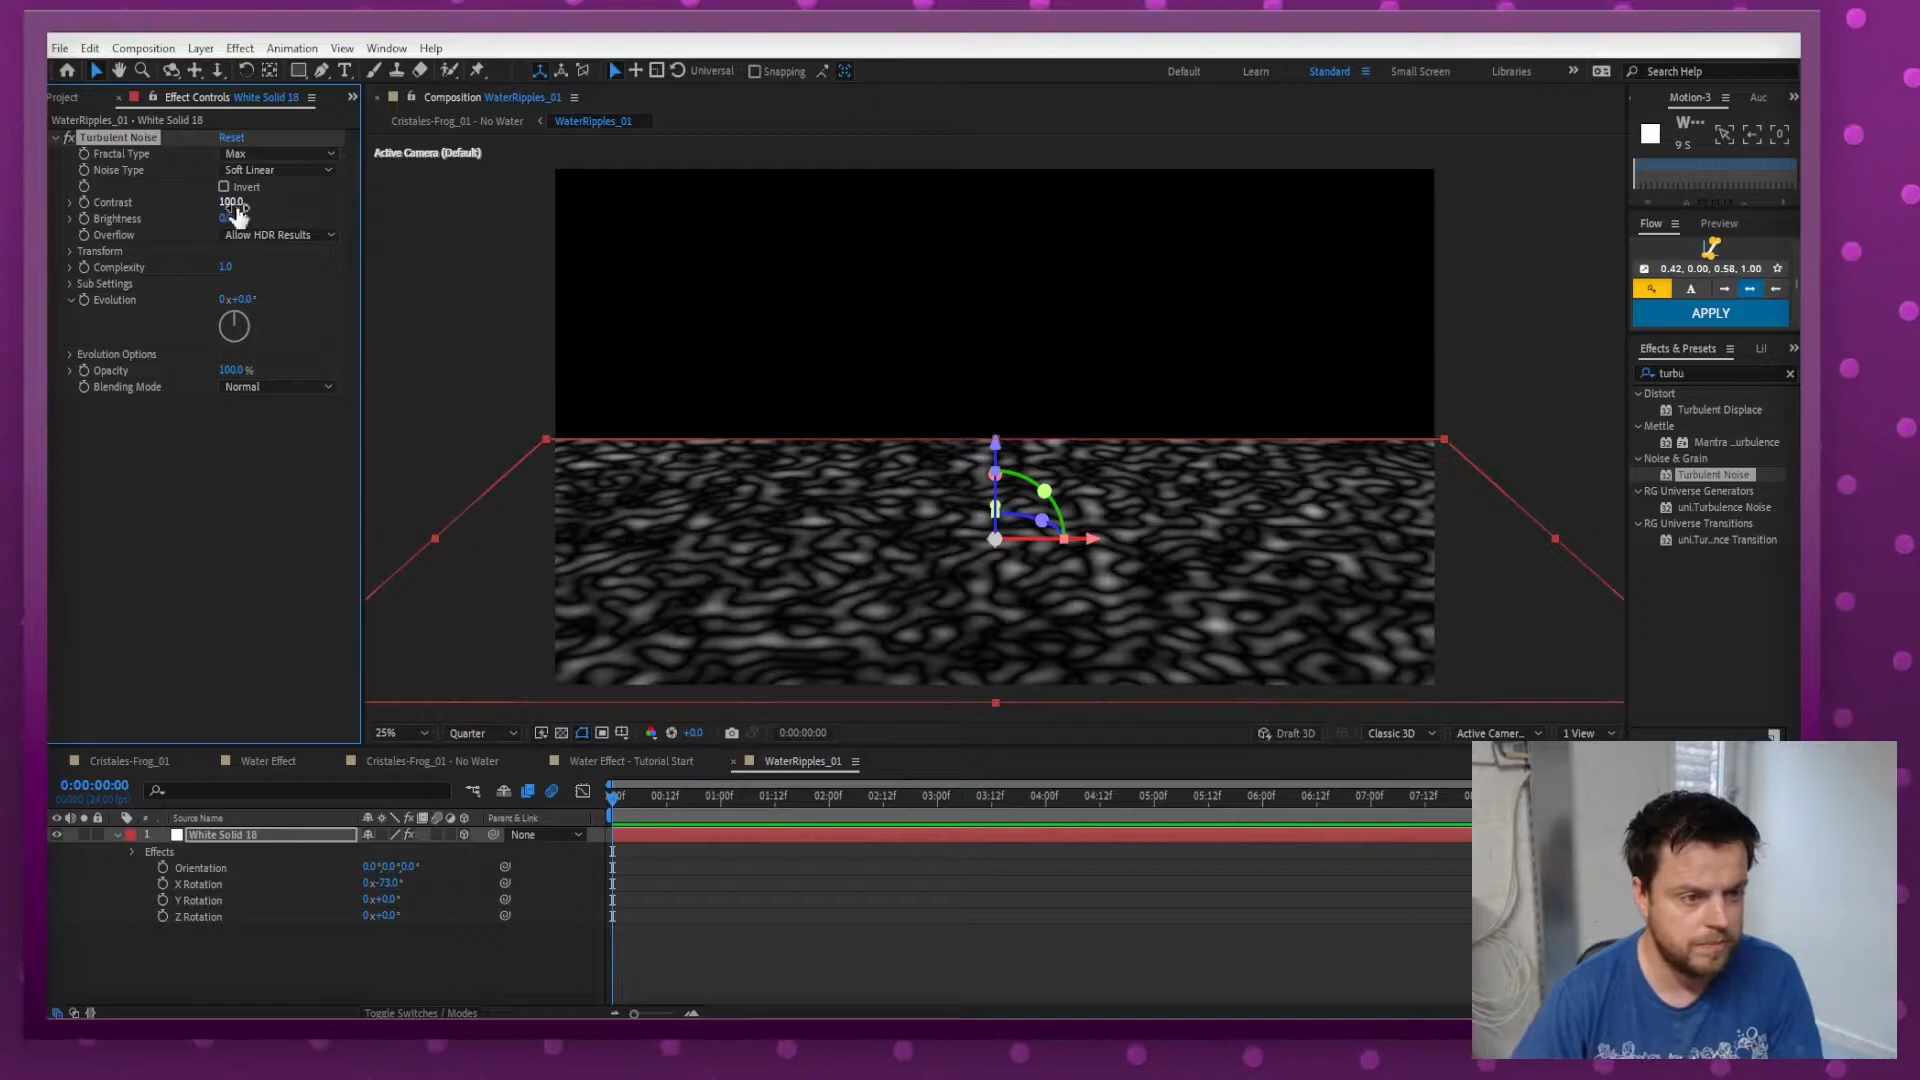 File Edit Composition Layer Effect Animation View Window Help
Universal Snapping Default Learn Standard Small Screen Libraries Search Help
Project Effect Controls White Solid 18 Composition WaterRipples_01
WaterRipples_01 • White Solid 18 Cristales-Frog_01 - No Water WaterRipples_01
Active Camera (Default)
fx Turbulent Noise Reset
Fractal Type Max
Noise Type Soft Linear
Invert
Contrast 100.0
Brightness
Overflow Allow HDR Results
Transform
Complexity 1.0
Sub Settings
Evolution 0x+0.0°
Evolution Options
Opacity 100.0 %
Blending Mode Normal
Motion-3 Auc
W...
9 S
Flow Preview
0.42, 0.00, 0.58, 1.00
A
APPLY
Effects & Presets Lil
turbu
Distort
Turbulent Displace
Mettle
Mantra ..urbulence
Noise & Grain
Turbulent Noise
RG Universe Generators
uni.Turbulence Noise
RG Universe Transitions
uni.Tur...nce Transition
25% Quarter +0.0 0:00:00:00 Draft 3D Classic 3D Active Camer... 1 View
Cristales-Frog_01 Water Effect Cristales-Frog_01 - No Water Water Effect - Tutorial Start WaterRipples_01
0:00:00:00
00000 (24.00 fps)
00:12f 01:00f 01:12f 02:00f 02:12f 03:00f 03:12f 04:00f 04:12f 05:00f 05:12f 06:00f 06:12f 07:00f 07:12f
# Source Name Parent & Link
1 White Solid 18 None
Effects
Orientation 0.0°,0.0°,0.0°
X Rotation 0x-73.0°
Y Rotation 0x+0.0°
Z Rotation 0x+0.0°
Toggle Switches / Modes